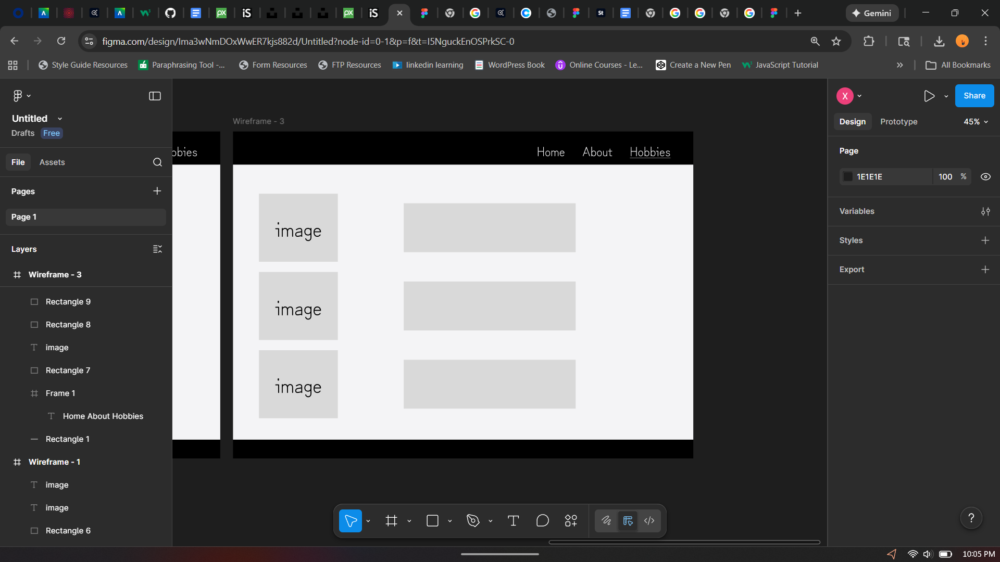 Gemini
figma.com/design/Ima3wNmDOxWwER7kjs882d/Untitled?node-id=0-1&p=f&t=I5NguckEnOSPrkSC-0
Style Guide Resources
Paraphrasing Tool -...
Form Resources
FTP Resources
linkedin learning
WordPress Book
Online Courses - Le...
Create a New Pen
JavaScript Tutorial
All Bookmarks
Untitled
Drafts Free
File Assets
Pages
Page 1
Layers
Wireframe - 3
Rectangle 9
Rectangle 8
image
Rectangle 7
Frame 1
Home About Hobbies
Rectangle 1
Wireframe - 1
image
image
Rectangle 6
Wireframe - 3
bbies
Home About Hobbies
image
image
image
X
Share
Design Prototype 45%
Page
1E1E1E 100 %
Variables
Styles
Export
?
10:05 PM